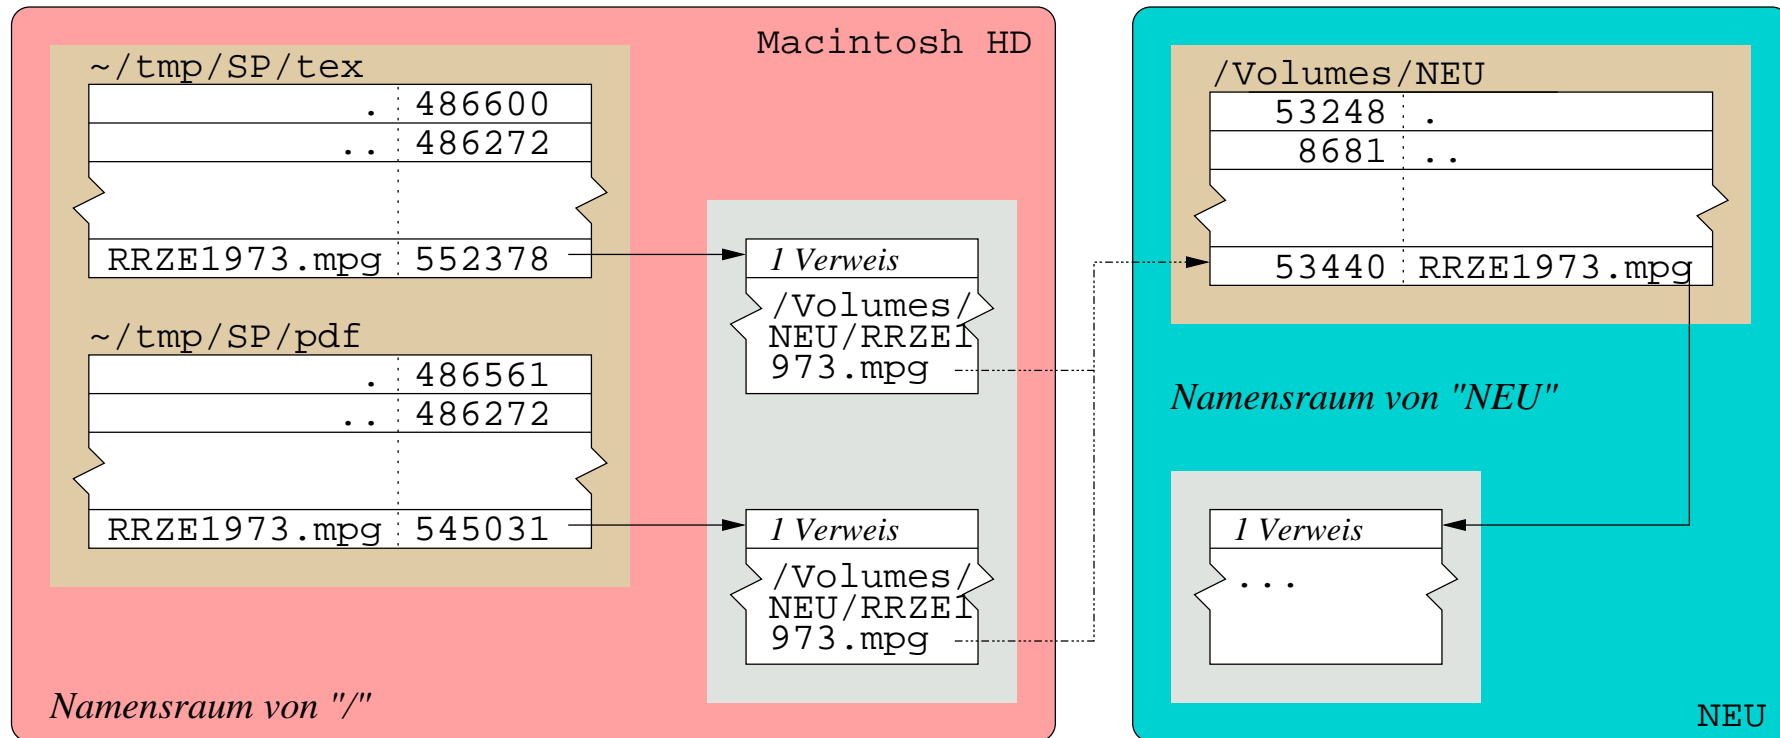 Macintosh HD
~/tmp/SP/tex
. 486600
.. 486272
RRZE1973.mpg 552378
~/tmp/SP/pdf
. 486561
.. 486272
RRZE1973.mpg 545031
1 Verweis
/Volumes/
NEU/RRZE1
973.mpg
1 Verweis
/Volumes/
NEU/RRZE1
973.mpg
Namensraum von "/"
/Volumes/NEU
53248 .
8681 ..
53440 RRZE1973.mpg
Namensraum von "NEU"
1 Verweis
...
NEU